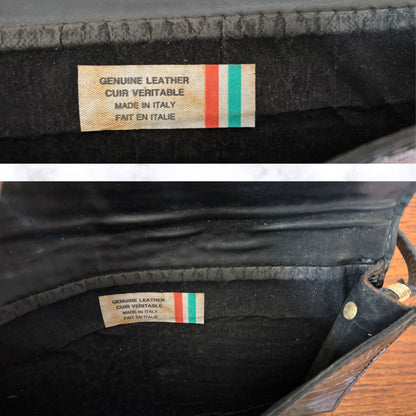 GENUINE LEATHER
CUIR VERITABLE
MADE IN ITALY
FAIT EN ITALIE
GENUINE LEATHER
CUIR VERITABLE
MADE IN ITALY
FAIT EN ITALIE